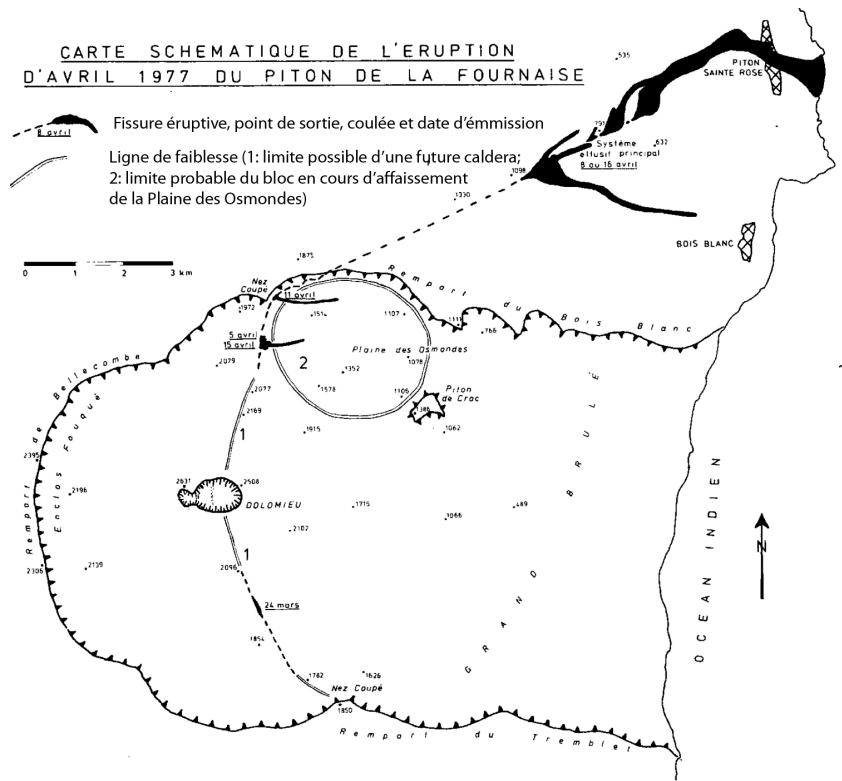 CARTE SCHEMATIQUE DE L'ERUPTION
D'AVRIL 1977 DU PITON DE LA FOURNAISE
8 avril
Fissure éruptive, point de sortie, coulée et date d'émmission
Ligne de faiblesse (1: limite possible d'une future caldera;
2: limite probable du bloc en cours d'affaissement
de la Plaine des Osmondes)
0 1 2 3 km
535
PITON
SAINTE ROSE
791
632
Système
effusif principal
8 au 16 avril
1098
1330
BOIS BLANC
1875
Nez
Coupé
Rempart du Bois Blanc
11 avril
1972
1514
1107
1111
766
5 avril
15 avril
Plaine des Osmondes
2079
2
1078
1352
2077
1578
1106
Piton
de Crac
1386
2169
1
1915
1062
Rempart de Bellecombe
Enclos Fouqué
2395
2196
2631
2508
DOLOMIEU
1715
1066
489
2102
GRAND BRULÉ
OCEAN INDIEN
N
1
2096
2306
2139
24 mars
1854
1782
1626
Nez Coupé
1850
Rempart du Tremblet